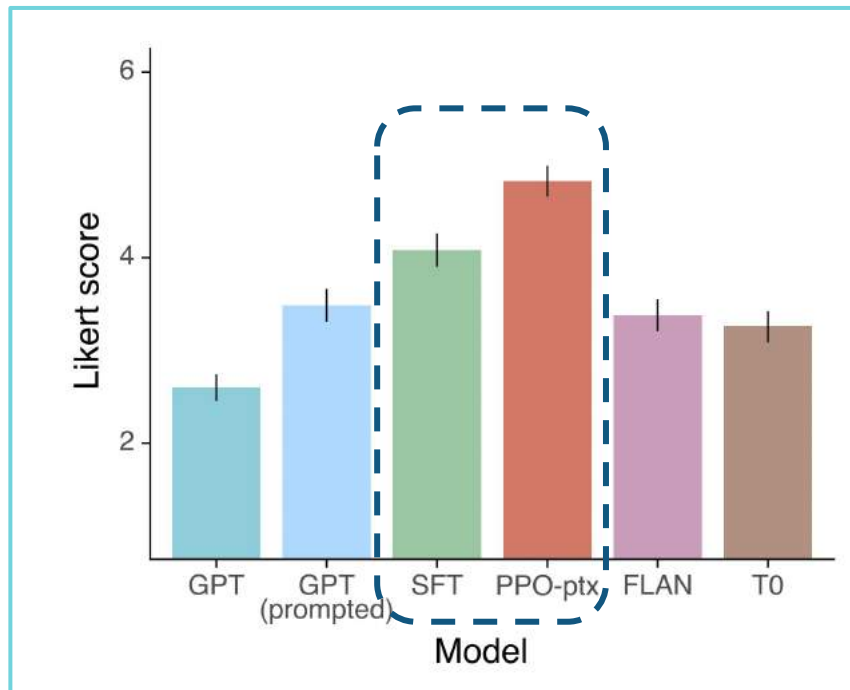 6
4
2
Likert score
GPT
GPT
(prompted)
SFT
PPO-ptx
FLAN
T0
Model